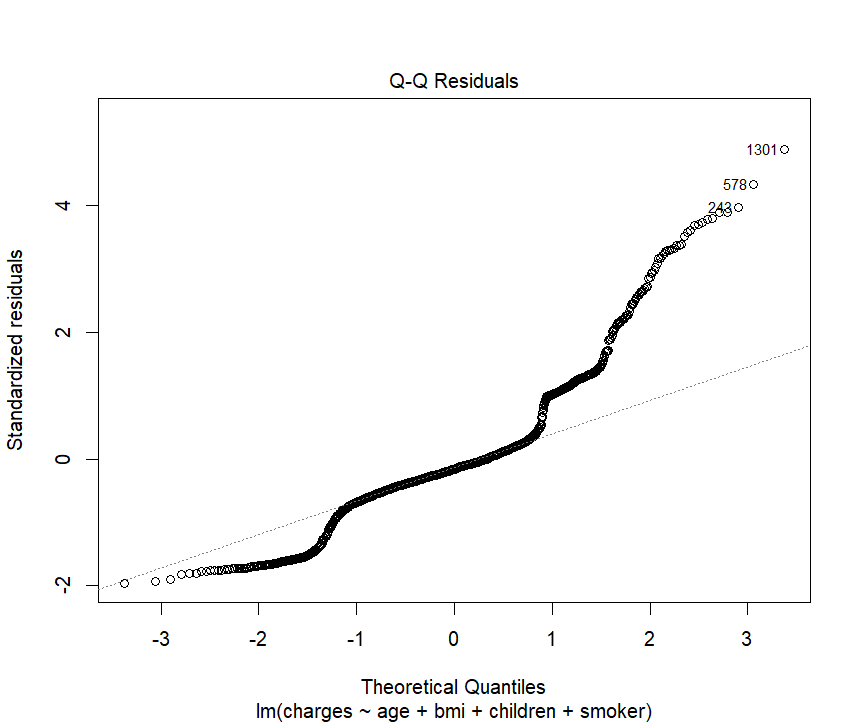 Q-Q Residuals
1301
578
243
4
2
0
-2
Standardized residuals
-3 -2 -1 0 1 2 3
Theoretical Quantiles
lm(charges ~ age + bmi + children + smoker)